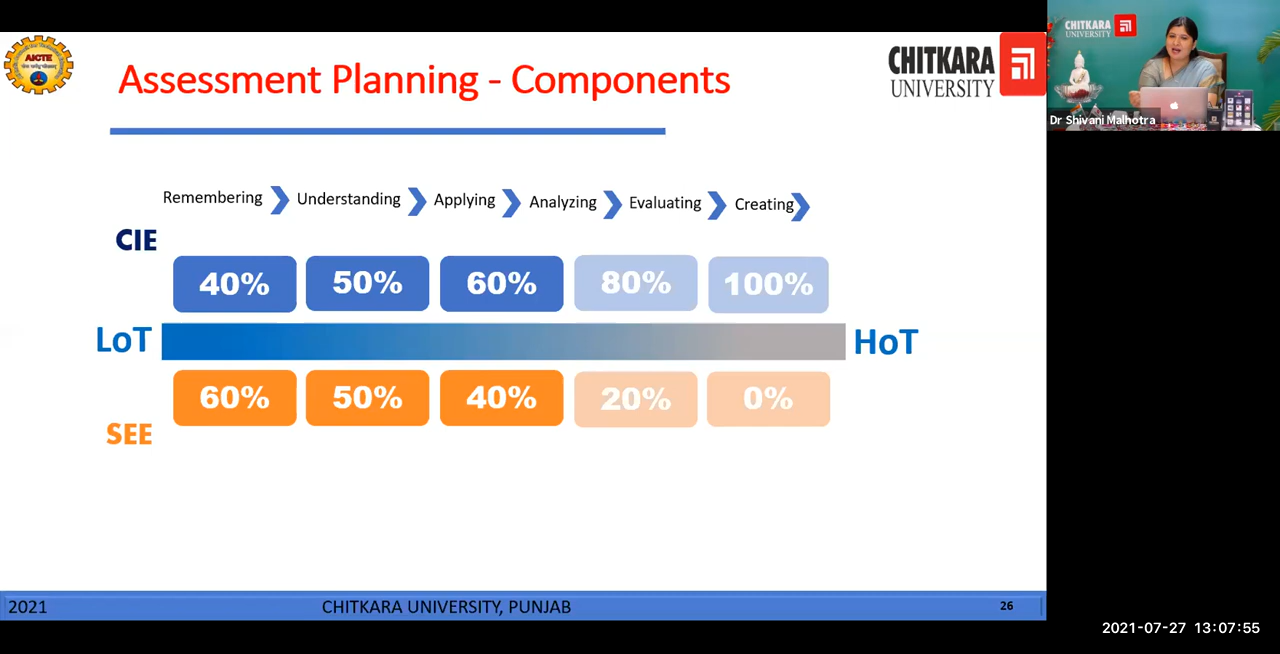 AICTE
Assessment Planning - Components
CHITKARA
UNIVERSITY
CHITKARA
UNIVERSITY
Dr Shivani Malhotra
Remembering Understanding Applying Analyzing Evaluating Creating
CIE
40% 50% 60% 80% 100%
LoT HoT
60% 50% 40% 20% 0%
SEE
2021 CHITKARA UNIVERSITY, PUNJAB 26
2021-07-27 13:07:55